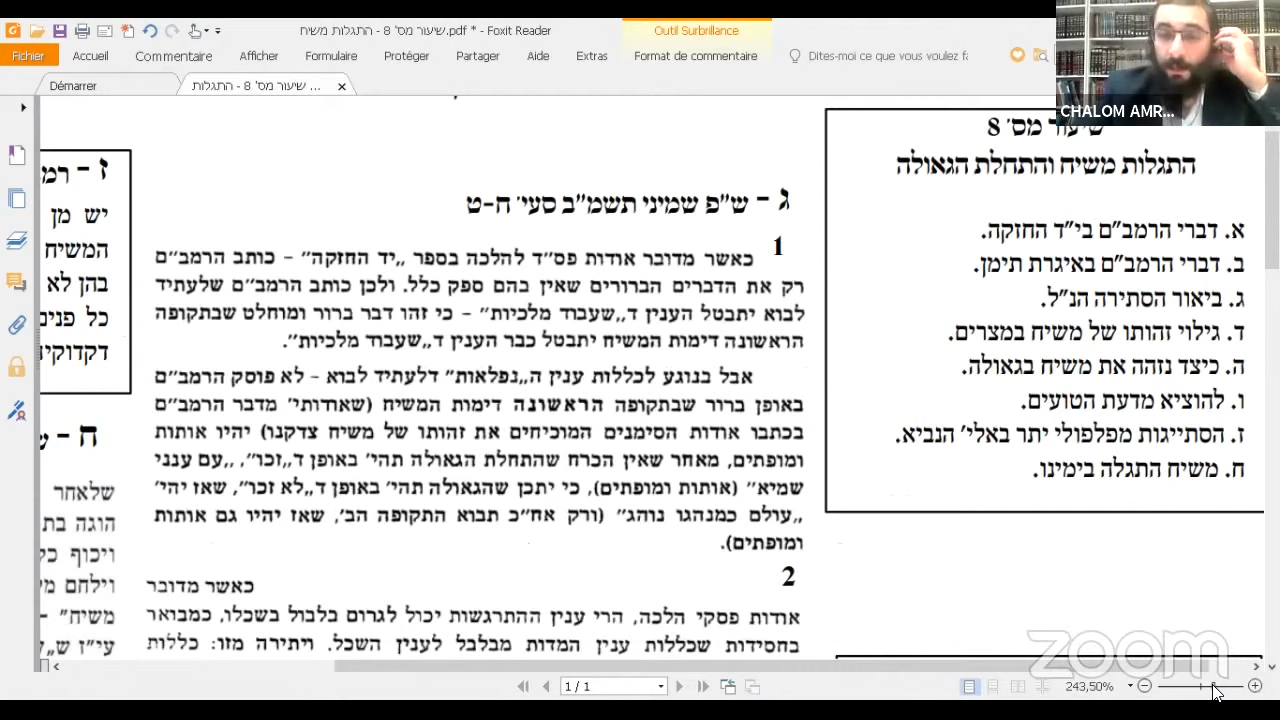 שיעור מס' 8 - התגלות משיח.pdf * - Foxit Reader
Outil Surbrillance
Fichier
Accueil
Commentaire
Afficher
Formulaire
Protéger
Partager
Aide
Extras
Format de commentaire
Dites-moi ce que vous voulez fa
Démarrer
שיעור מס' 8 - התגלות ...
CHALOM AMR...
שיעור מס' 8
התגלות משיח והתחלת הגאולה
א. דברי הרמב"ם בי"ד החזקה.
ב. דברי הרמב"ם באיגרת תימן.
ג. ביאור הסתירה הנ"ל.
ד. גילוי זהותו של משיח במצרים.
ה. כיצד נזהה את משיח בגאולה.
ו. להוציא מדעת הטועים.
ז. הסתייגות מפלפולי יתר באלי' הנביא.
ח. משיח התגלה בימינו.
ג - ש"פ שמיני תשמ"ב סעי' ח-ט
1
כאשר מדובר אודות פס"ד להלכה בספר „יד החזקה" – כותב הרמב"ם
רק את הדברים הברורים שאין בהם ספק כלל. ולכן כותב הרמב"ם שלעתיד
לבוא יתבטל הענין ד„שעבוד מלכיות" – כי זהו דבר ברור ומוחלט שבתקופה
הראשונה דימות המשיח יתבטל כבר הענין ד„שעבוד מלכיות".
אבל בנוגע לכללות ענין ה„נפלאות" דלעתיד לבוא – לא פוסק הרמב"ם
באופן ברור שבתקופה הראשונה דימות המשיח (שאודותי' מדבר הרמב"ם
בכתבו אודות הסימנים המוכיחים את זהותו של משיח צדקנו) יהיו אותות
ומופתים, מאחר שאין הכרח שהתחלת הגאולה תהי' באופן ד„זכו", „עם ענני
שמיא" (אותות ומופתים), כי יתכן שהגאולה תהי' באופן ד„לא זכו", שאז יהי'
„עולם כמנהגו נוהג" (ורק אח"כ תבוא התקופה הב', שאז יהיו גם אותות
ומופתים).
2
כאשר מדובר
אודות פסקי הלכה, הרי ענין ההתרגשות יכול לגרום בלבול בשכלו, כמבואר
בחסידות שכללות ענין המדות מבלבל לענין השכל. ויתירה מזו: כללות
ז - רמ
יש מן
המשיח
בהן לא
כל פנים
דקדוקי
ח - ש
שלאחר
הוגה בת
ויכוף כל
וילחם מ
משיח" –
עי"ז ש„
1 / 1
243,50%
zoom